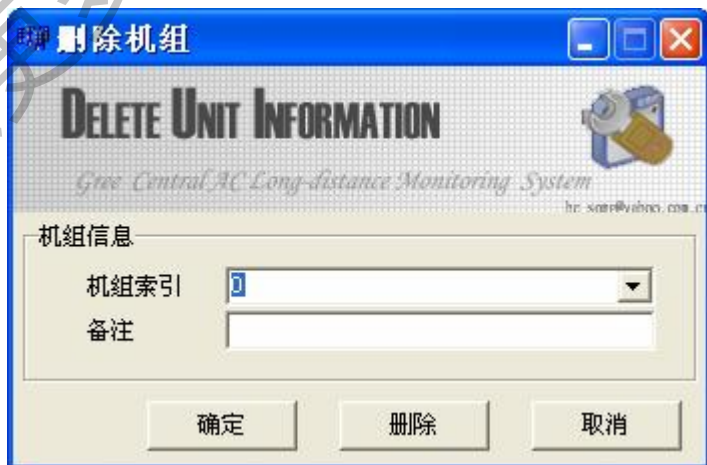 删除机组
DELETE UNIT INFORMATION
Gree Central AC Long-distance Monitoring System
机组信息
机组索引 0
备注
确定 删除 取消